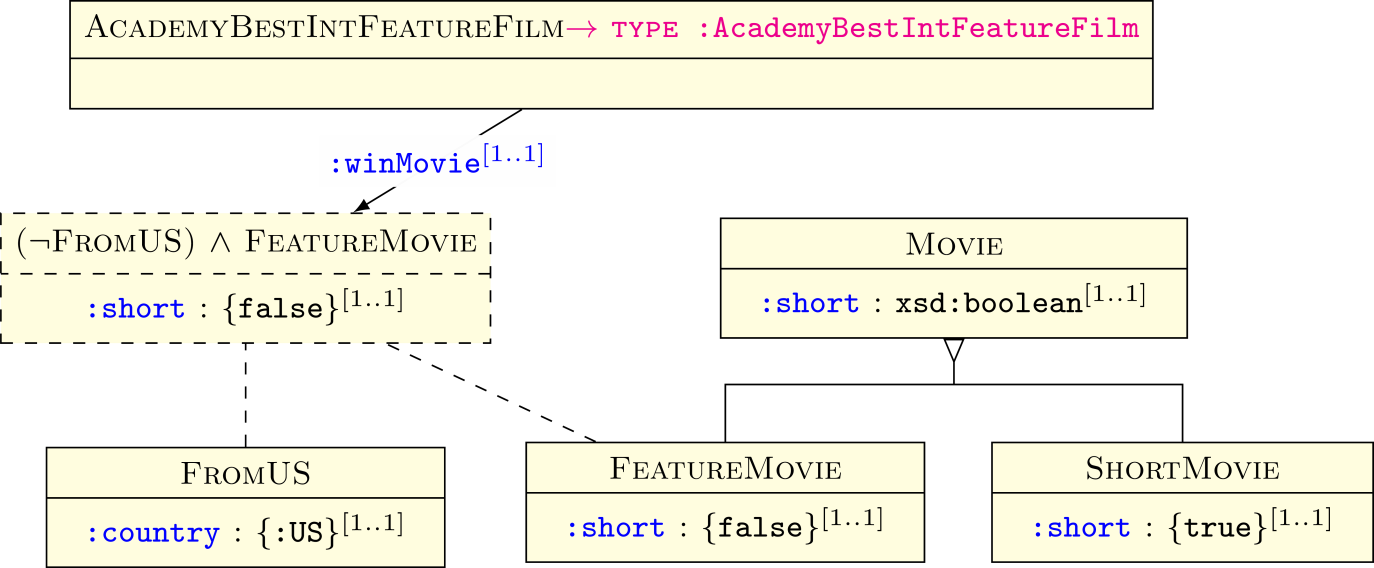 AcademyBestIntFeatureFilm→ type :AcademyBestIntFeatureFilm
:winMovie[1..1]
(¬FromUS) ∧ FeatureMovie
:short : {false}[1..1]
Movie
:short : xsd:boolean[1..1]
FromUS
:country : {:US}[1..1]
FeatureMovie
:short : {false}[1..1]
ShortMovie
:short : {true}[1..1]